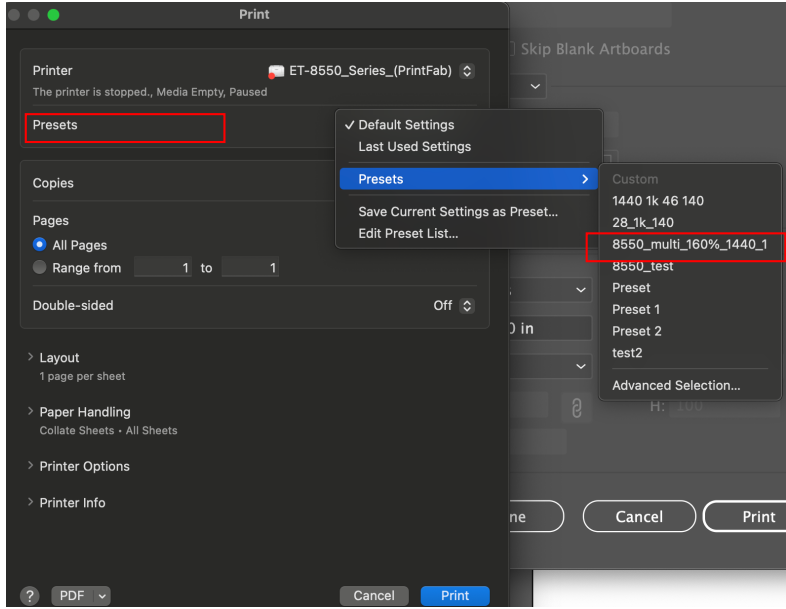 Print
Skip Blank Artboards
Printer
ET-8550_Series_(PrintFab)
The printer is stopped., Media Empty, Paused
Presets
✓ Default Settings
Last Used Settings
Presets
Save Current Settings as Preset...
Edit Preset List...
Custom
1440 1k 46 140
28_1k_140
8550_multi_160%_1440_1
8550_test
Preset
Preset 1
Preset 2
test2
Advanced Selection...
Copies
Pages
All Pages
Range from 1 to 1
Double-sided Off
0 in
Layout
1 page per sheet
Paper Handling
Collate Sheets • All Sheets
Printer Options
Printer Info
H: 100
ne
Cancel
Print
? PDF
Cancel
Print